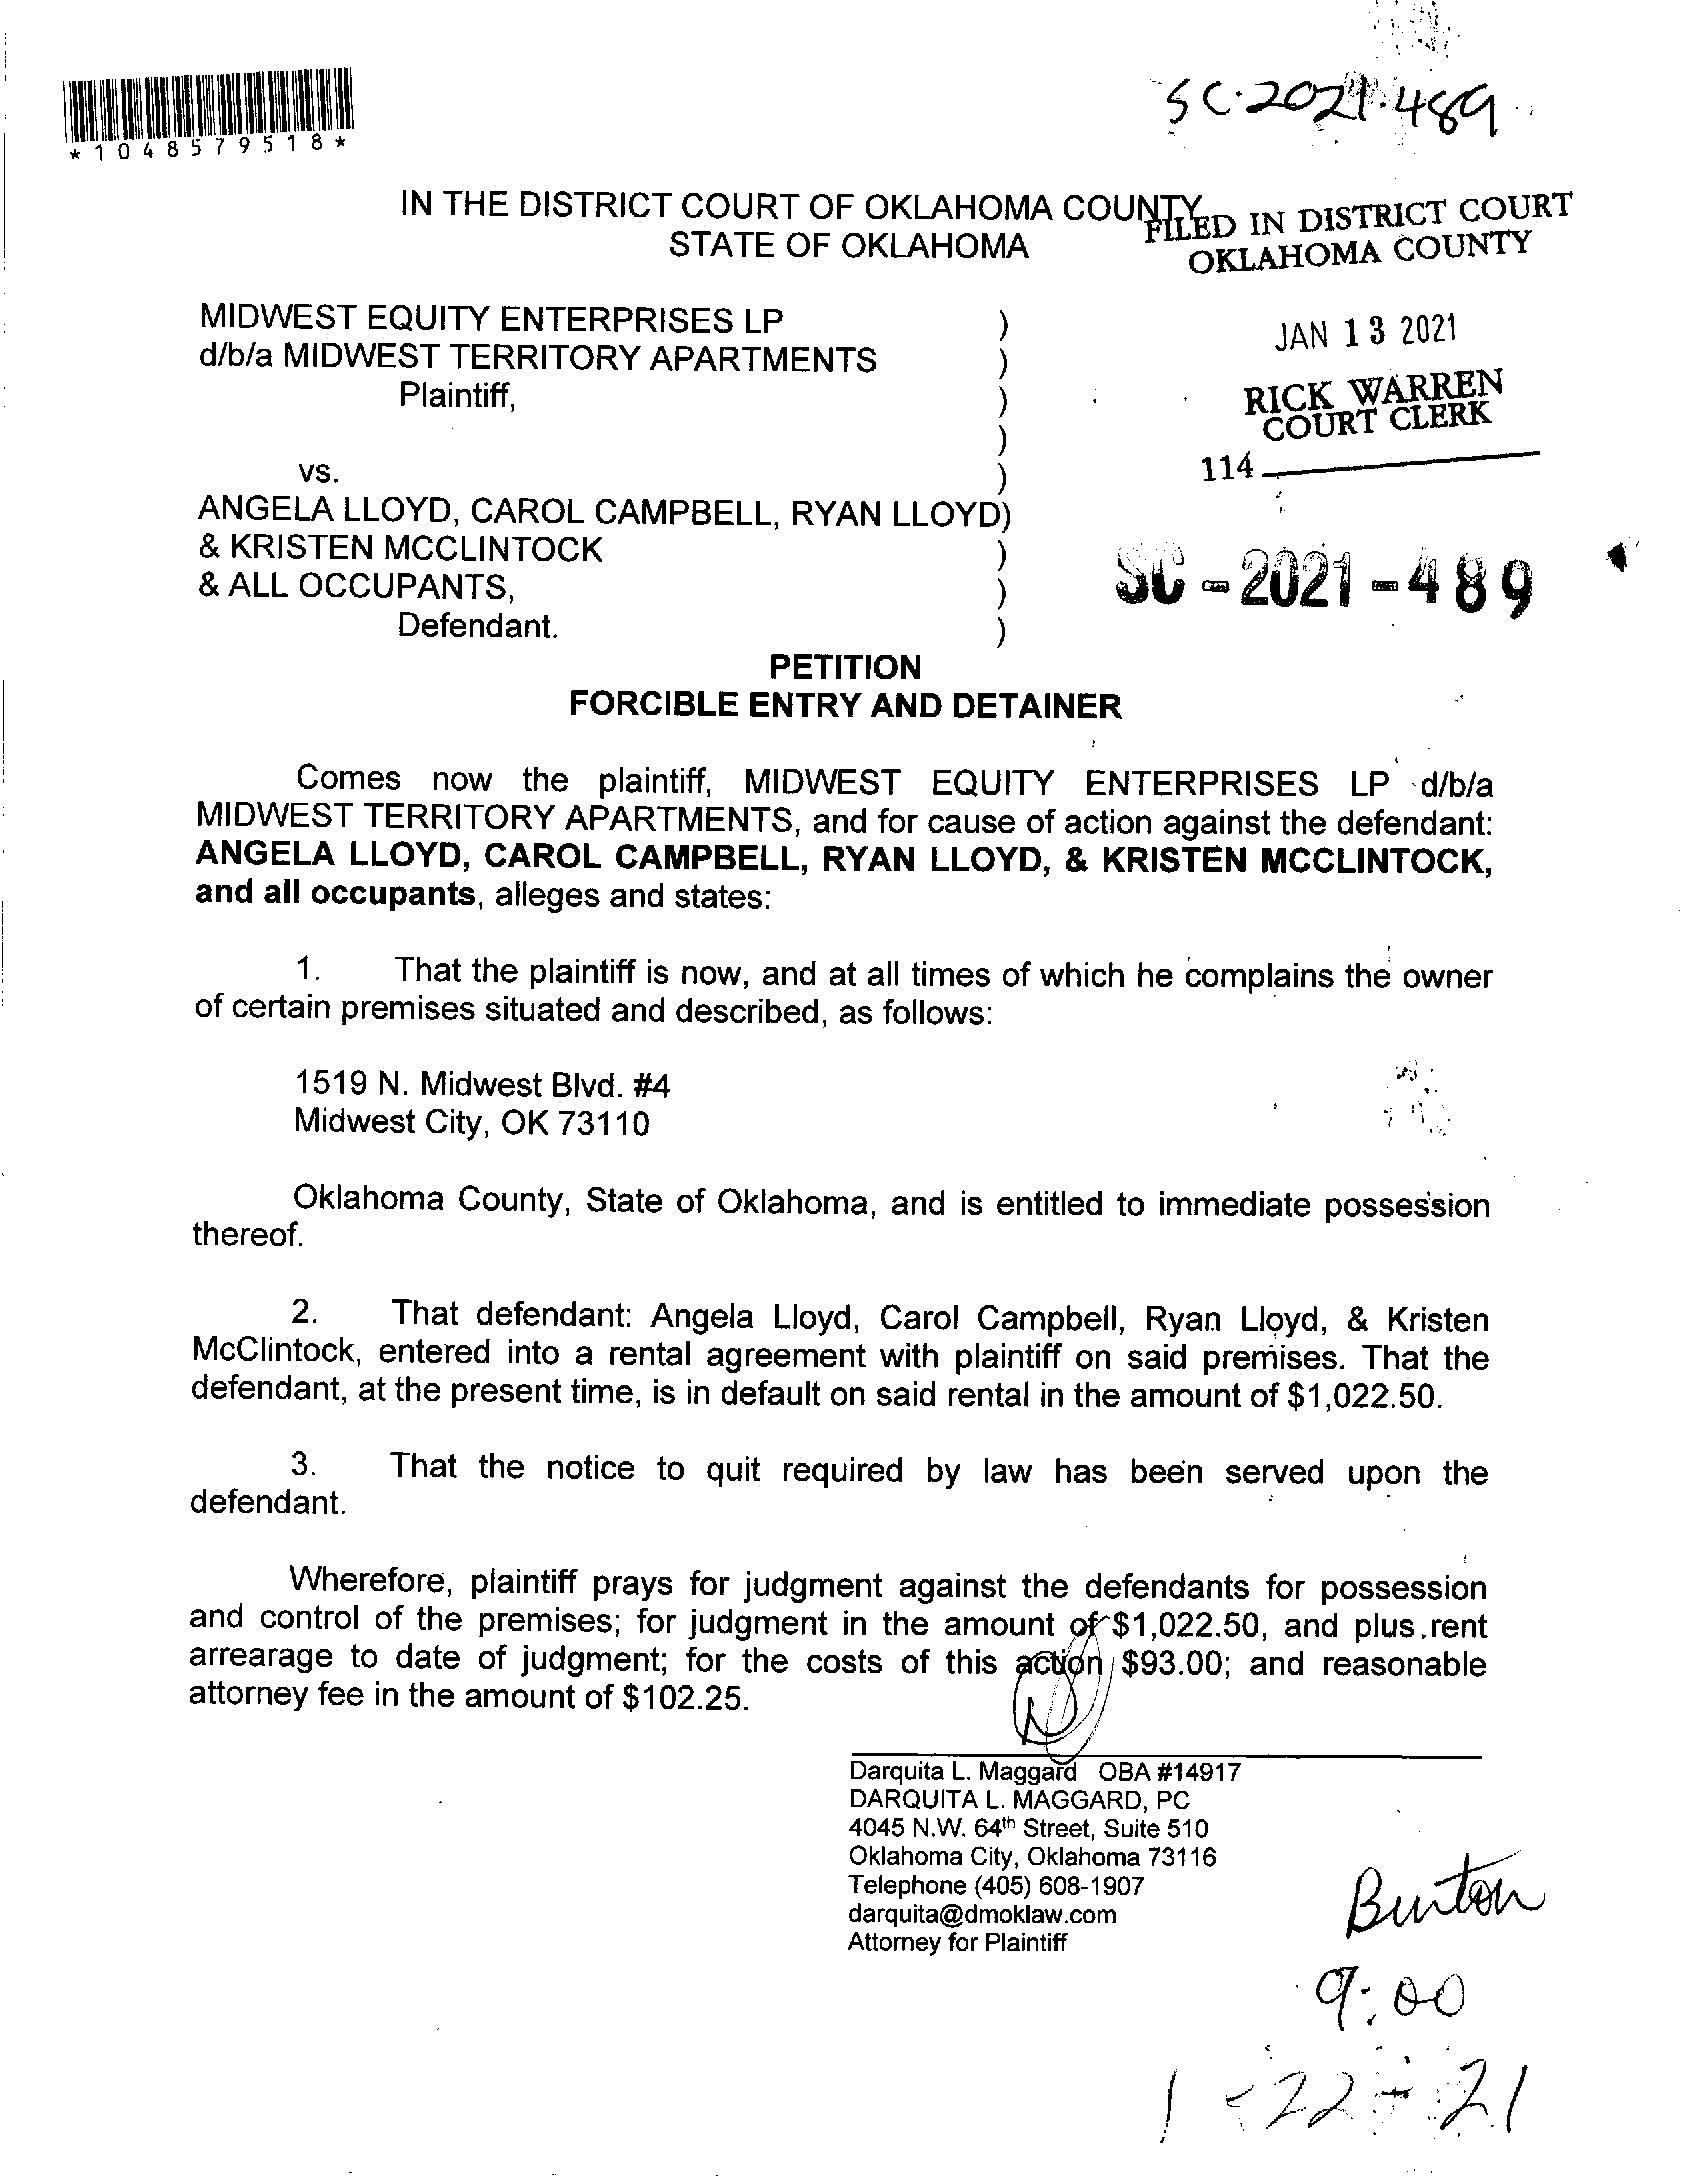 SC-2021-489
*1048579518*
IN THE DISTRICT COURT OF OKLAHOMA COUNTY
STATE OF OKLAHOMA
FILED IN DISTRICT COURT
OKLAHOMA COUNTY
JAN 13 2021
RICK WARREN
COURT CLERK
114
SC-2021-489
MIDWEST EQUITY ENTERPRISES LP )
d/b/a MIDWEST TERRITORY APARTMENTS )
Plaintiff, )
)
vs. )
ANGELA LLOYD, CAROL CAMPBELL, RYAN LLOYD)
& KRISTEN MCCLINTOCK )
& ALL OCCUPANTS, )
Defendant. )
PETITION
FORCIBLE ENTRY AND DETAINER
Comes now the plaintiff, MIDWEST EQUITY ENTERPRISES LP d/b/a
MIDWEST TERRITORY APARTMENTS, and for cause of action against the defendant:
ANGELA LLOYD, CAROL CAMPBELL, RYAN LLOYD, & KRISTEN MCCLINTOCK,
and all occupants, alleges and states:
1. That the plaintiff is now, and at all times of which he complains the owner
of certain premises situated and described, as follows:
1519 N. Midwest Blvd. #4
Midwest City, OK 73110
Oklahoma County, State of Oklahoma, and is entitled to immediate possession
thereof.
2. That defendant: Angela Lloyd, Carol Campbell, Ryan Lloyd, & Kristen
McClintock, entered into a rental agreement with plaintiff on said premises. That the
defendant, at the present time, is in default on said rental in the amount of $1,022.50.
3. That the notice to quit required by law has been served upon the
defendant.
Wherefore, plaintiff prays for judgment against the defendants for possession
and control of the premises; for judgment in the amount of $1,022.50, and plus rent
arrearage to date of judgment; for the costs of this action $93.00; and reasonable
attorney fee in the amount of $102.25.
Darquita L. Maggard OBA #14917
DARQUITA L. MAGGARD, PC
4045 N.W. 64th Street, Suite 510
Oklahoma City, Oklahoma 73116
Telephone (405) 608-1907
darquita@dmoklaw.com
Attorney for Plaintiff
Burton
9:00
1-22-21